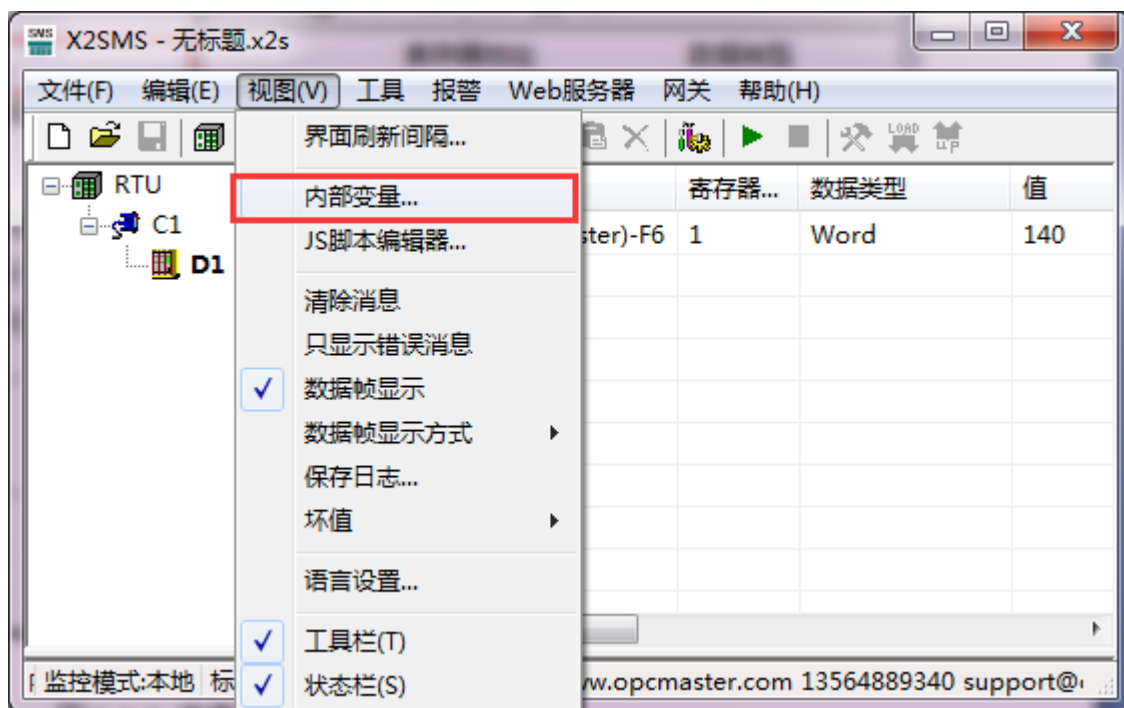 SMS X2SMS - 无标题.x2s
文件(F) 编辑(E) 视图(V) 工具 报警 Web服务器 网关 帮助(H)
LOAD UP
界面刷新间隔...
内部变量...
JS脚本编辑器...
清除消息
只显示错误消息
数据帧显示
数据帧显示方式
保存日志...
坏值
语言设置...
工具栏(T)
状态栏(S)
RTU
C1
D1
寄存器... 数据类型 值
ster)-F6 1 Word 140
监控模式:本地 标
w.opcmaster.com 13564889340 support@